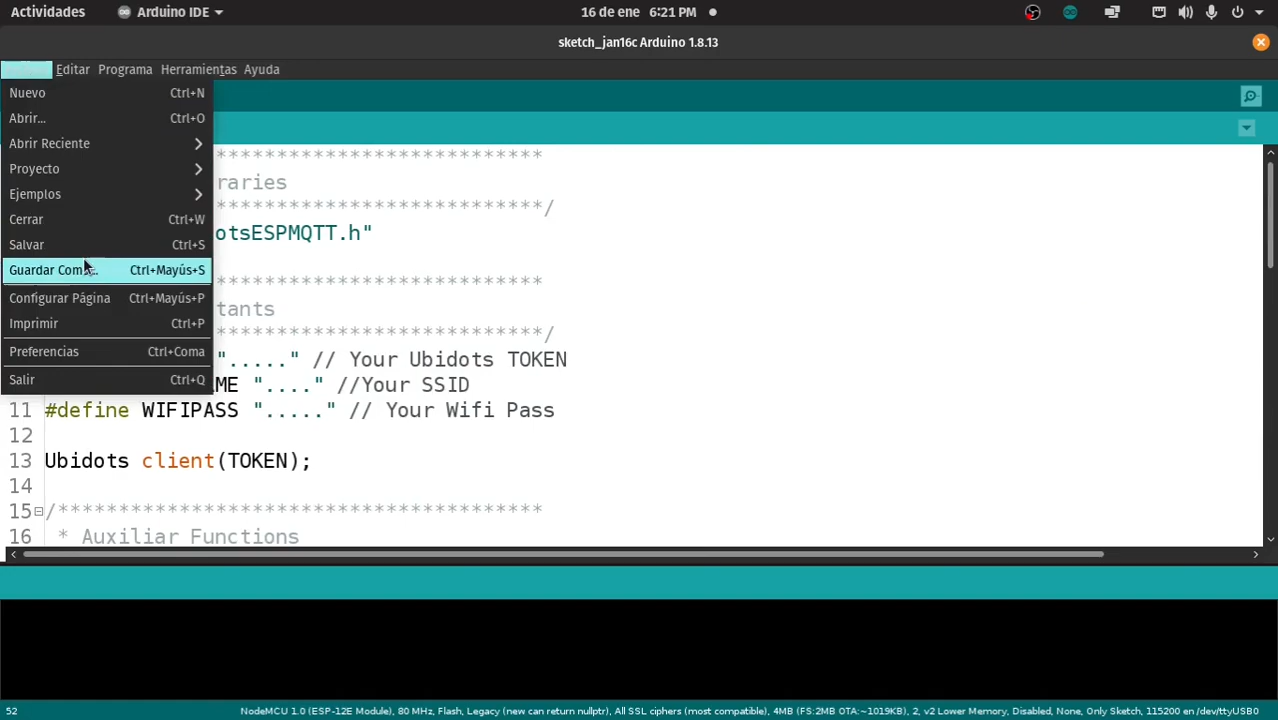 Actividades Arduino IDE 16 de ene 6:21 PM
sketch_jan16c Arduino 1.8.13
Editar Programa Herramientas Ayuda
Nuevo Ctrl+N
Abrir... Ctrl+O
Abrir Reciente
Proyecto
Ejemplos
Cerrar Ctrl+W
Salvar Ctrl+S
Guardar Como... Ctrl+Mayús+S
Configurar Página Ctrl+Mayús+P
Imprimir Ctrl+P
Preferencias Ctrl+Coma
Salir Ctrl+Q
***************************
raries
***************************/
otsESPMQTT.h"
***************************
tants
***************************/
"....." // Your Ubidots TOKEN
AME "...." //Your SSID
11 #define WIFIPASS "....." // Your Wifi Pass
12
13 Ubidots client(TOKEN);
14
15 /****************************************
16 * Auxiliar Functions
52 NodeMCU 1.0 (ESP-12E Module), 80 MHz, Flash, Legacy (new can return nullptr), All SSL ciphers (most compatible), 4MB (FS:2MB OTA:~1019KB), 2, v2 Lower Memory, Disabled, None, Only Sketch, 115200 en /dev/ttyUSB0